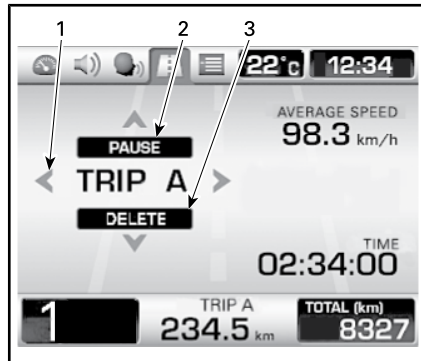 1 2 3
22°c 12:34
AVERAGE SPEED
98.3 km/h
PAUSE
TRIP A
DELETE
TIME
02:34:00
1
TRIP A
234.5 km
TOTAL (km)
8327